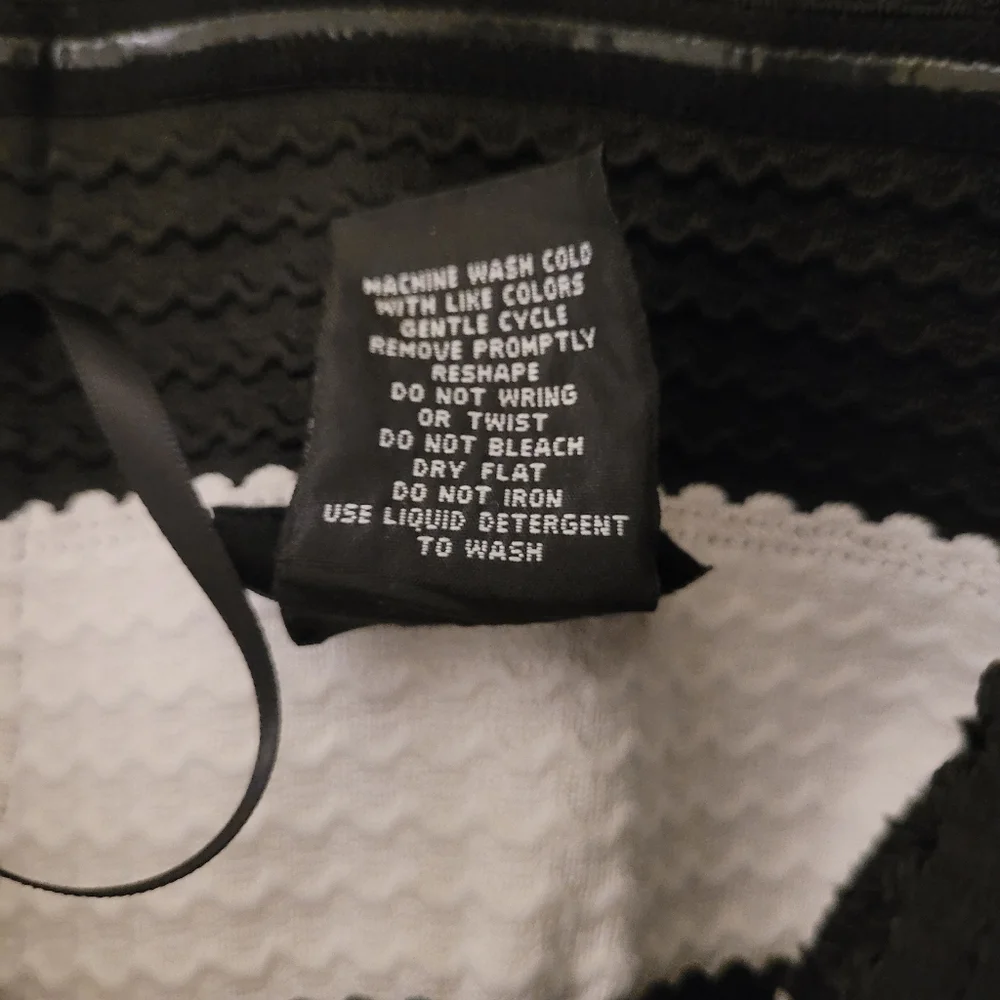 MACHINE WASH COLD
WITH LIKE COLORS
GENTLE CYCLE
REMOVE PROMPTLY
RESHAPE
DO NOT WRING
OR TWIST
DO NOT BLEACH
DRY FLAT
DO NOT IRON
USE LIQUID DETERGENT
TO WASH